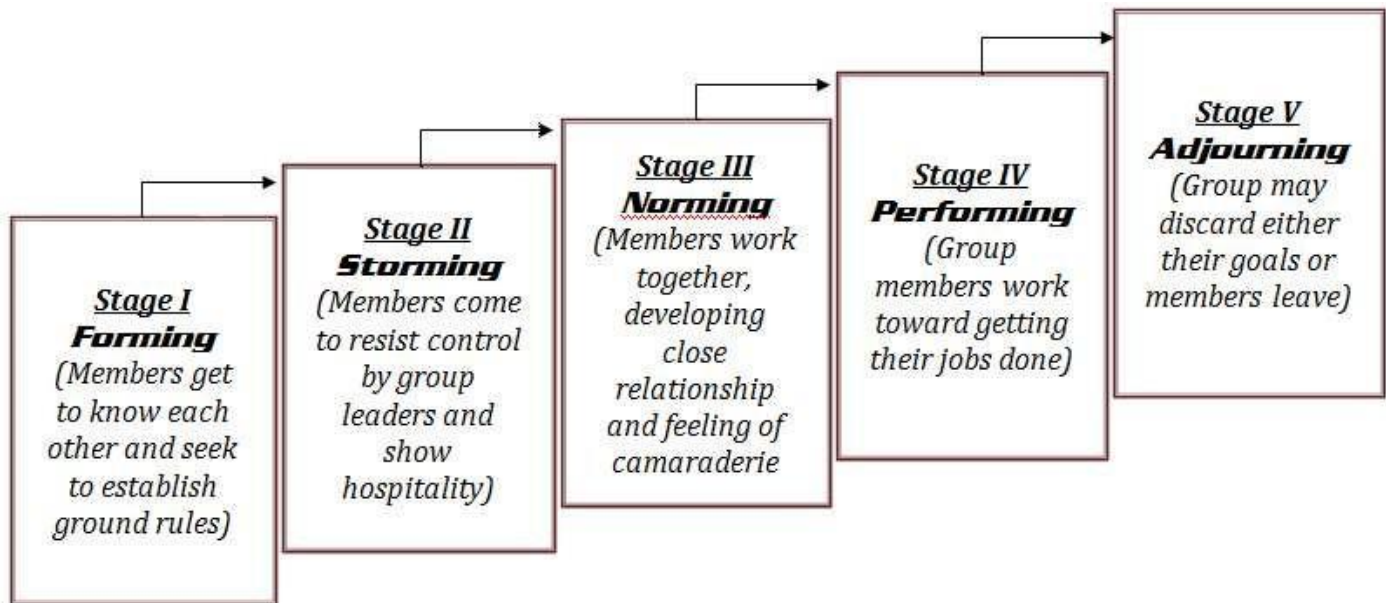 Stage I
Forming
(Members get
to know each
other and seek
to establish
ground rules)
Stage II
Storming
(Members come
to resist control
by group
leaders and
show
hospitality)
Stage III
Norming
(Members work
together,
developing
close
relationship
and feeling of
camaraderie
Stage IV
Performing
(Group
members work
toward getting
their jobs done)
Stage V
Adjourning
(Group may
discard either
their goals or
members leave)